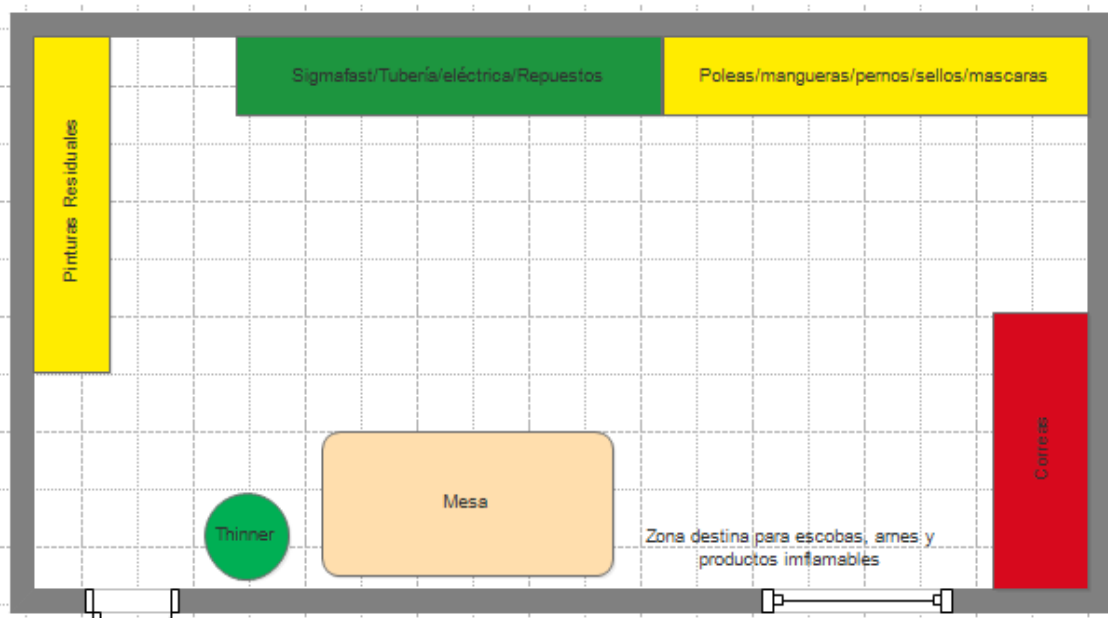 Sigmafast/Tubería/eléctrica/Repuestos
Poleas/mangueras/pernos/sellos/mascaras
Pinturas Residuales
Correas
Mesa
Thinner
Zona destina para escobas, arnes y
productos imflamables